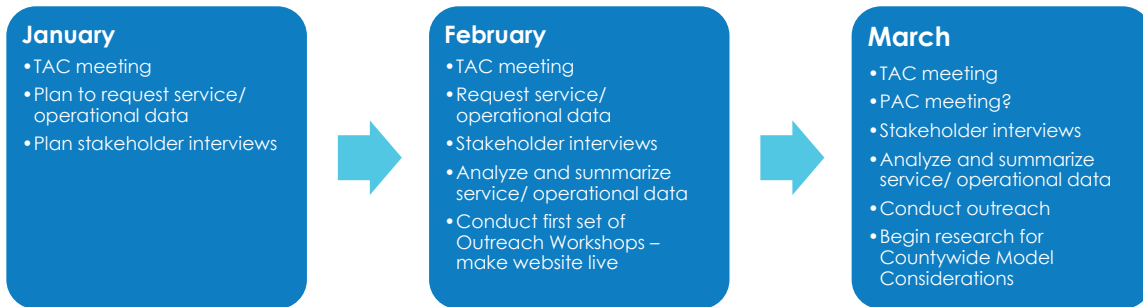 January
•TAC meeting
•Plan to request service/
operational data
•Plan stakeholder interviews
February
•TAC meeting
•Request service/
operational data
•Stakeholder interviews
•Analyze and summarize
service/ operational data
•Conduct first set of
Outreach Workshops –
make website live
March
•TAC meeting
•PAC meeting?
•Stakeholder interviews
•Analyze and summarize
service/ operational data
•Conduct outreach
•Begin research for
Countywide Model
Considerations